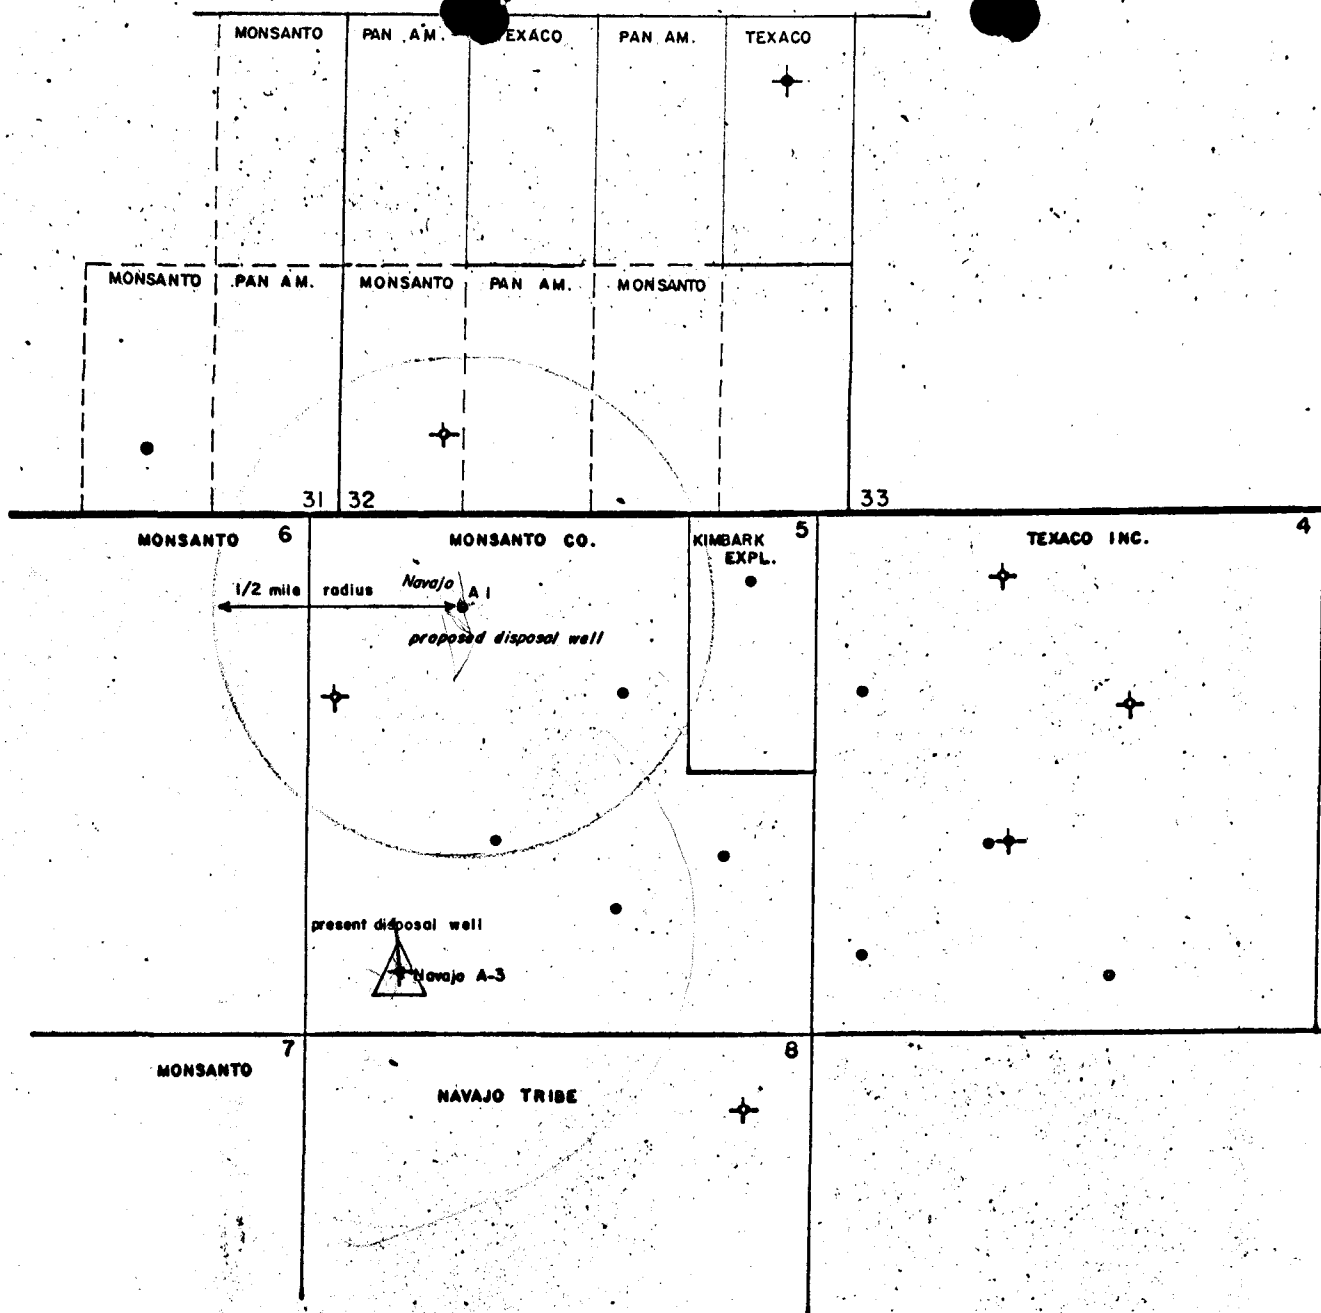 MONSANTO PAN AM. TEXACO PAN AM. TEXACO
MONSANTO PAN AM. MONSANTO PAN AM. MONSANTO
31 32 33
6 5 4
MONSANTO MONSANTO CO. KIMBARK TEXACO INC.
EXPL.
1/2 mile radius Navajo A 1
proposed disposal well
present disposal well
Navajo A-3
7 8
MONSANTO
NAVAJO TRIBE